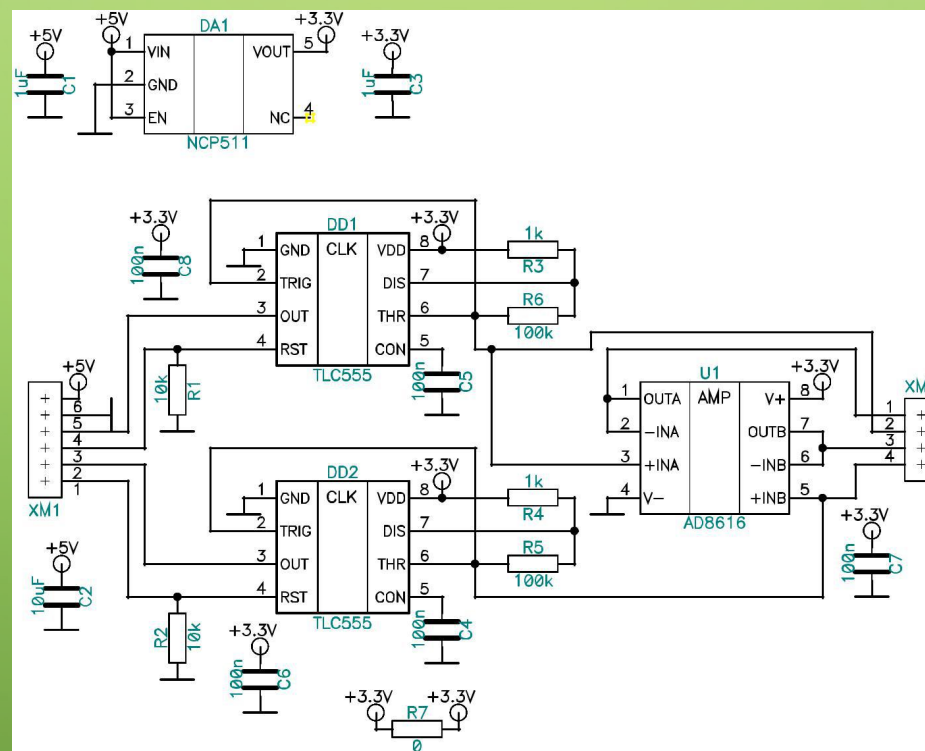 +5V
1uF
C1
+5V
DA1
+3.3V
1 VIN VOUT 5
2 GND
3 EN NC 4
NCP511
+3.3V
1uF
C3
+3.3V
100n
C8
DD1
+3.3V
1 GND CLK VDD 8
2 TRIG DIS 7
3 OUT THR 6
4 RST CON 5
TLC555
1k
R3
R6
100k
10k
R1
100n
C5
+5V
6
5
4
3
2
1
XM1
U1
+3.3V
1 OUTA AMP V+ 8
2 -INA OUTB 7
3 +INA -INB 6
4 V- +INB 5
AD8616
1
2
3
4
XM
DD2
+3.3V
1 GND CLK VDD 8
2 TRIG DIS 7
3 OUT THR 6
4 RST CON 5
TLC555
1k
R4
R5
100k
+3.3V
100n
C7
+5V
10uF
C2
R2
10k
+3.3V
100n
C6
100n
C4
+3.3V
R7
+3.3V
0